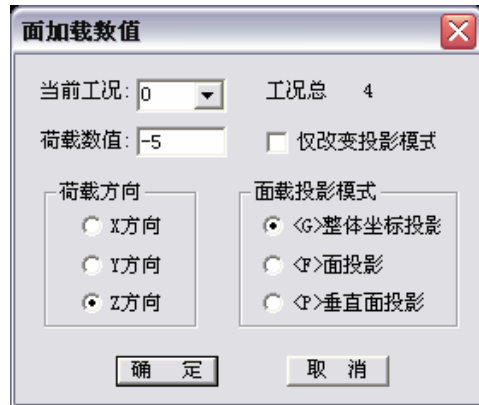 面加载数值
当前工况: 0 工况总 4
荷载数值: -5 仅改变投影模式
荷载方向 面载投影模式
X方向 <G>整体坐标投影
Y方向 <F>面投影
Z方向 <P>垂直面投影
确 定 取 消